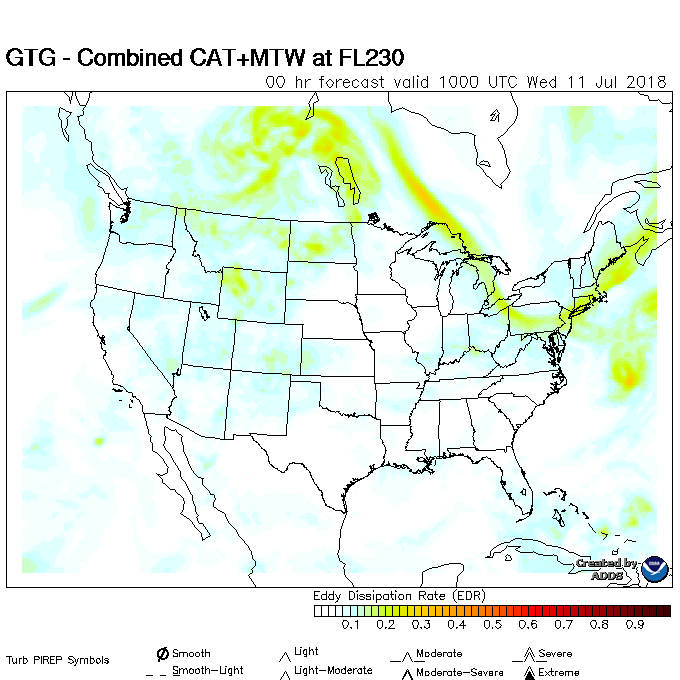 GTG - Combined CAT+MTW at FL230
00 hr forecast valid 1000 UTC Wed 11 Jul 2018
Created by
ADDS
Eddy Dissipation Rate (EDR)
0.1 0.2 0.3 0.4 0.5 0.6 0.7 0.8 0.9
Turb PIREP Symbols
Smooth
Light
Moderate
Severe
Smooth-Light
Light-Moderate
Moderate-Severe
Extreme